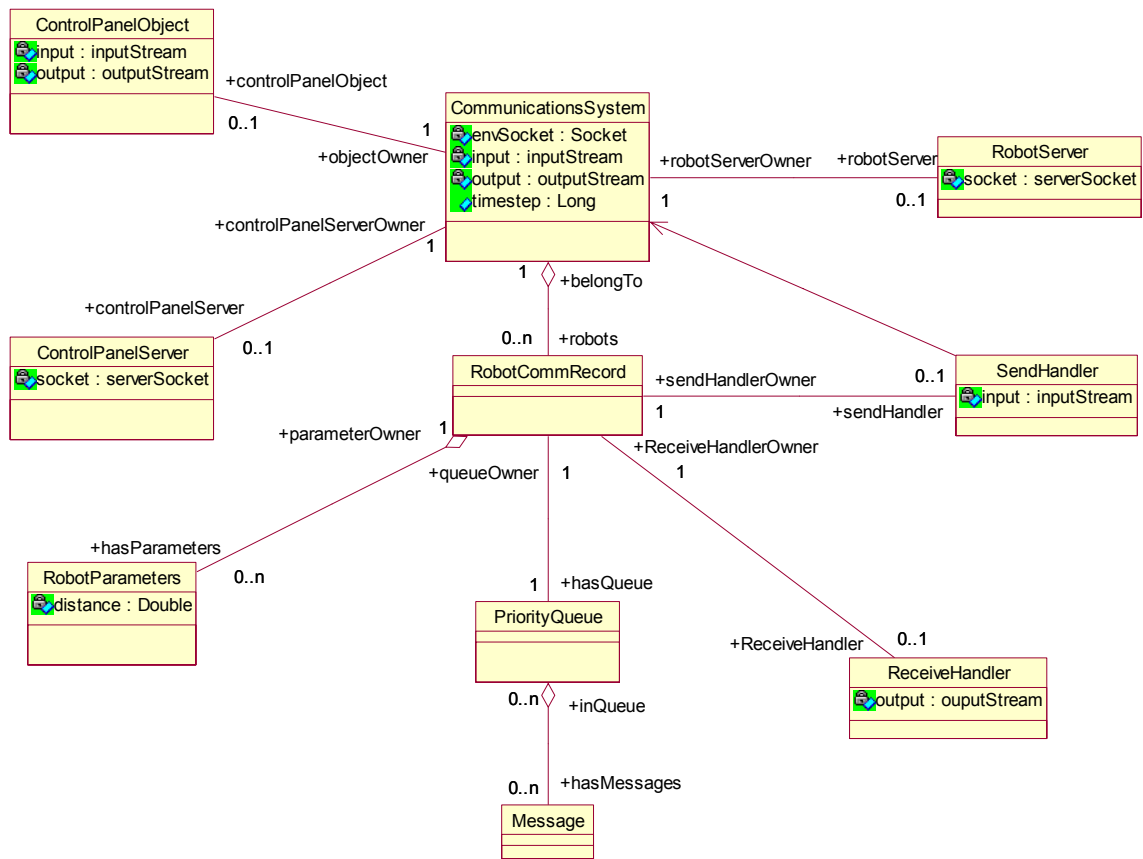 ControlPanelObject
input : inputStream
output : outputStream
+controlPanelObject
0..1
1
+objectOwner
CommunicationsSystem
envSocket : Socket
input : inputStream
output : outputStream
timestep : Long
+robotServerOwner
+robotServer
1
0..1
RobotServer
socket : serverSocket
+controlPanelServerOwner
1
+controlPanelServer
0..1
ControlPanelServer
socket : serverSocket
1
+belongTo
0..n
+robots
RobotCommRecord
+sendHandlerOwner
0..1
1
+sendHandler
SendHandler
input : inputStream
+parameterOwner
1
+queueOwner
1
+ReceiveHandlerOwner
1
+hasParameters
0..n
RobotParameters
distance : Double
1
+hasQueue
PriorityQueue
+ReceiveHandler
0..1
ReceiveHandler
output : ouputStream
0..n
+inQueue
0..n
+hasMessages
Message